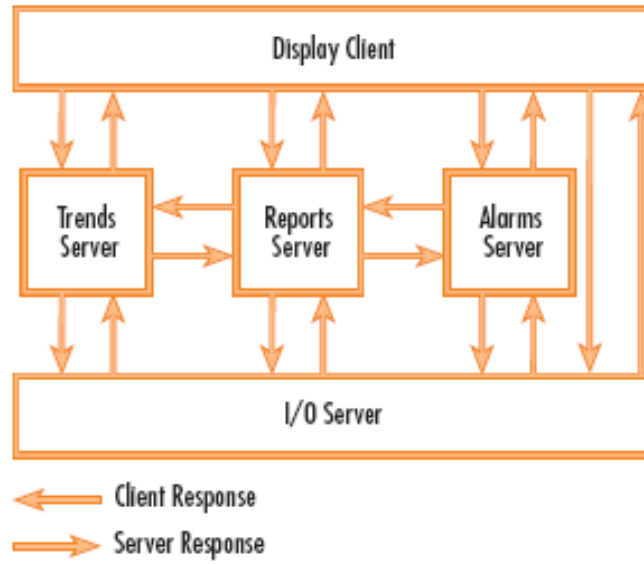 Display Client
Trends
Server
Reports
Server
Alarms
Server
I/O Server
Client Response
Server Response